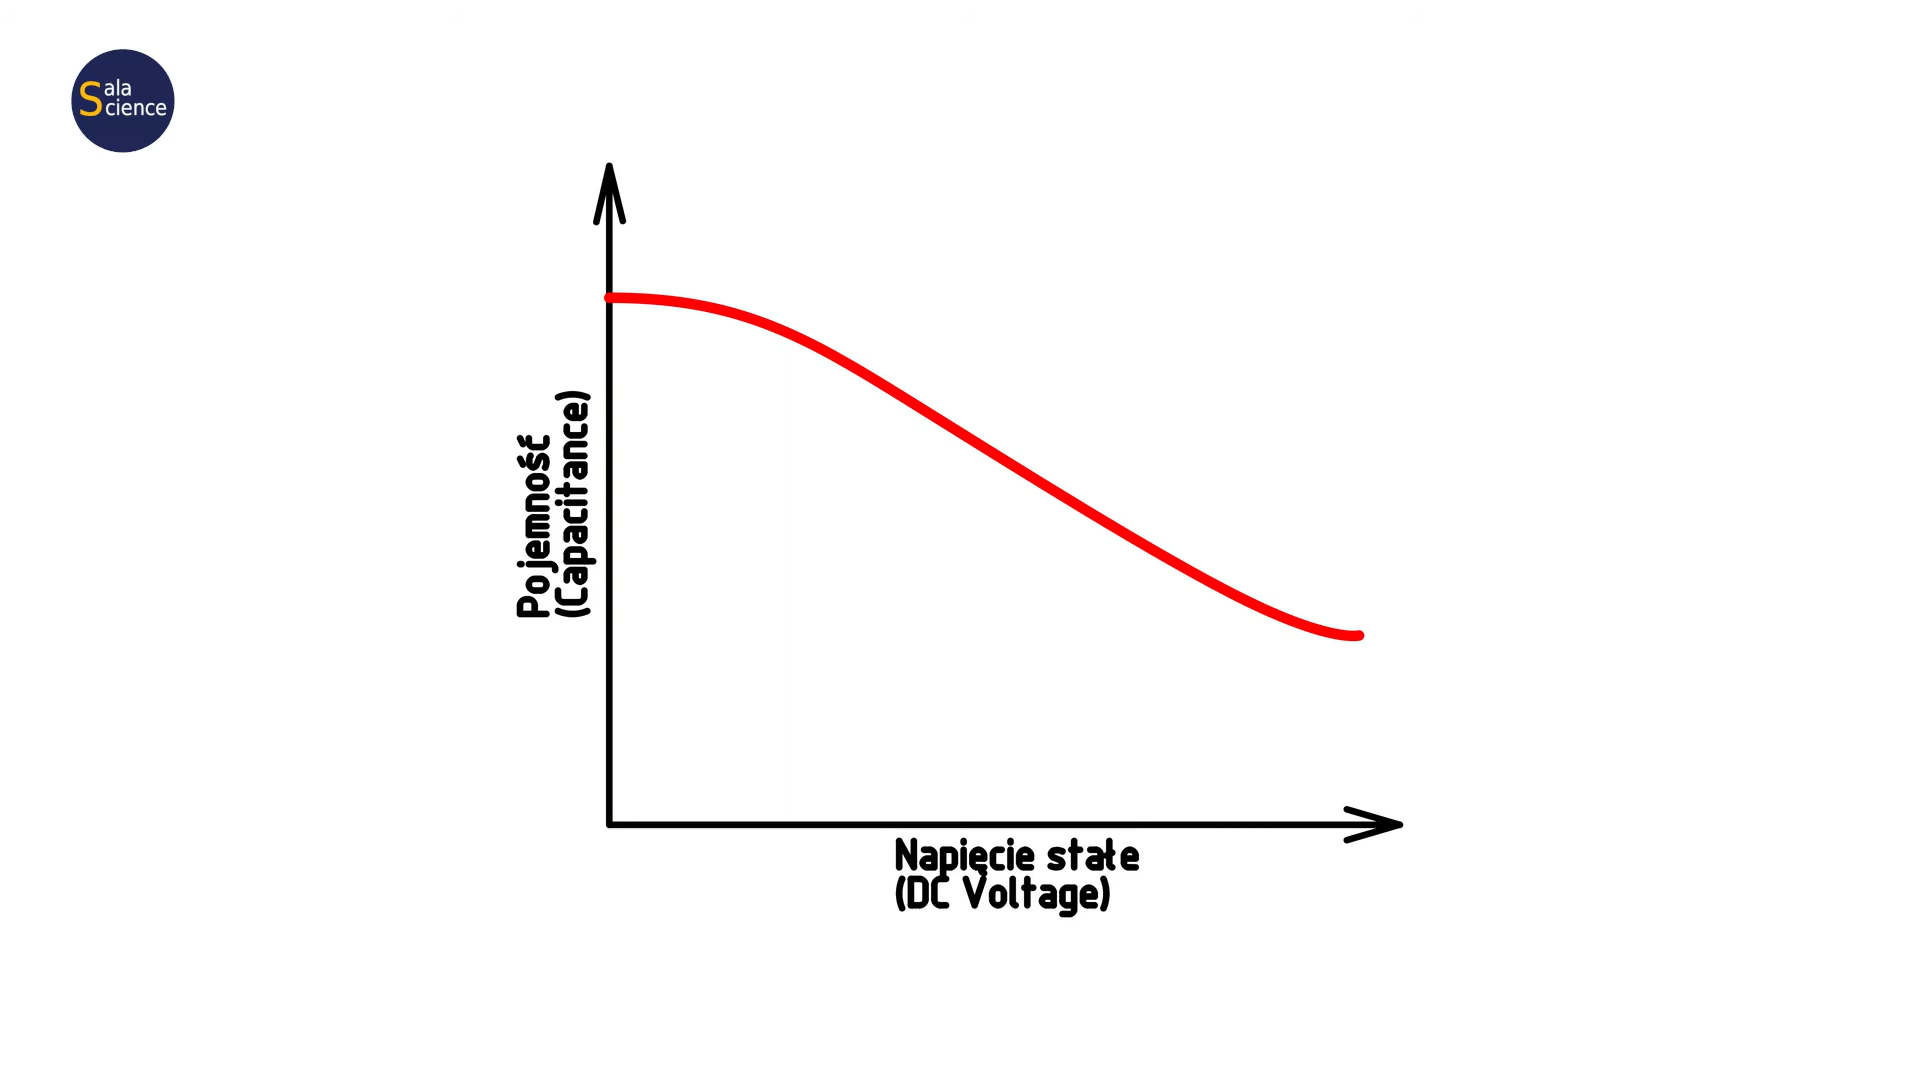 Sala
Science
Pojemność
(Capacitance)
Napięcie stałe
(DC Voltage)